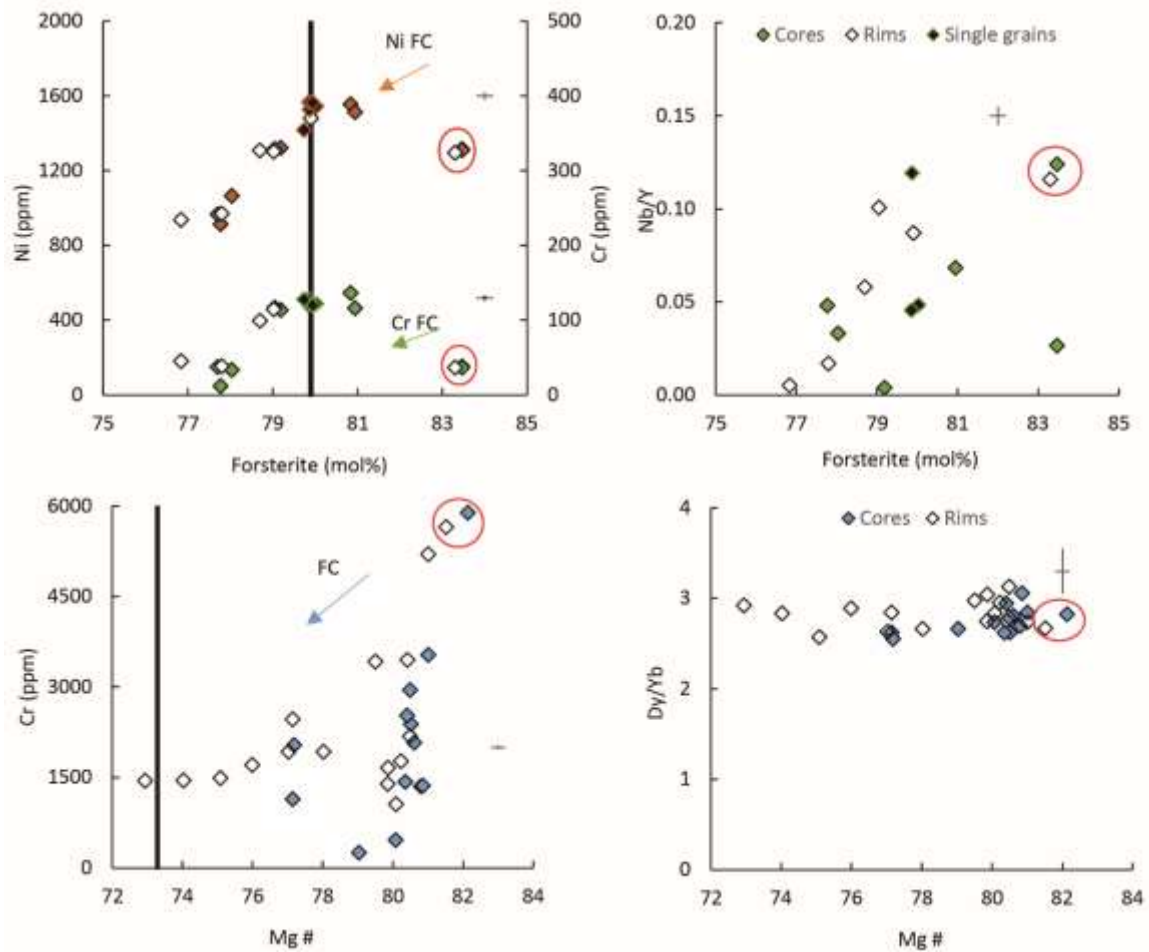 2000
1600
1200
800
400
0
Ni (ppm)
500
400
300
200
100
0
Cr (ppm)
Ni FC
Cr FC
75 77 79 81 83 85
Forsterite (mol%)
Cores Rims Single grains
0.20
0.15
0.10
0.05
0.00
Nb/Y
75 77 79 81 83 85
Forsterite (mol%)
6000
4500
3000
1500
0
Cr (ppm)
FC
72 74 76 78 80 82 84
Mg #
Cores Rims
4
3
2
1
0
Dy/Yb
72 74 76 78 80 82 84
Mg #